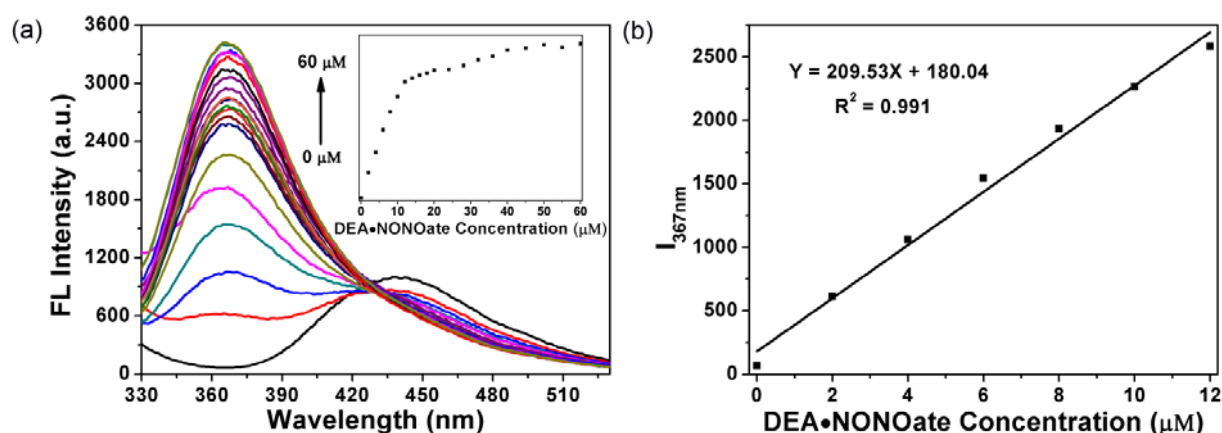 (a)
FL Intensity (a.u.)
3600
3000
2400
1800
1200
600
0
330 360 390 420 450 480 510
Wavelength (nm)
60 μM
0 μM
0 10 20 30 40 50 60
DEA•NONOate Concentration (μM)
(b)
I367nm
2500
2000
1500
1000
500
0
0 2 4 6 8 10 12
DEA•NONOate Concentration (μM)
Y = 209.53X + 180.04
R² = 0.991